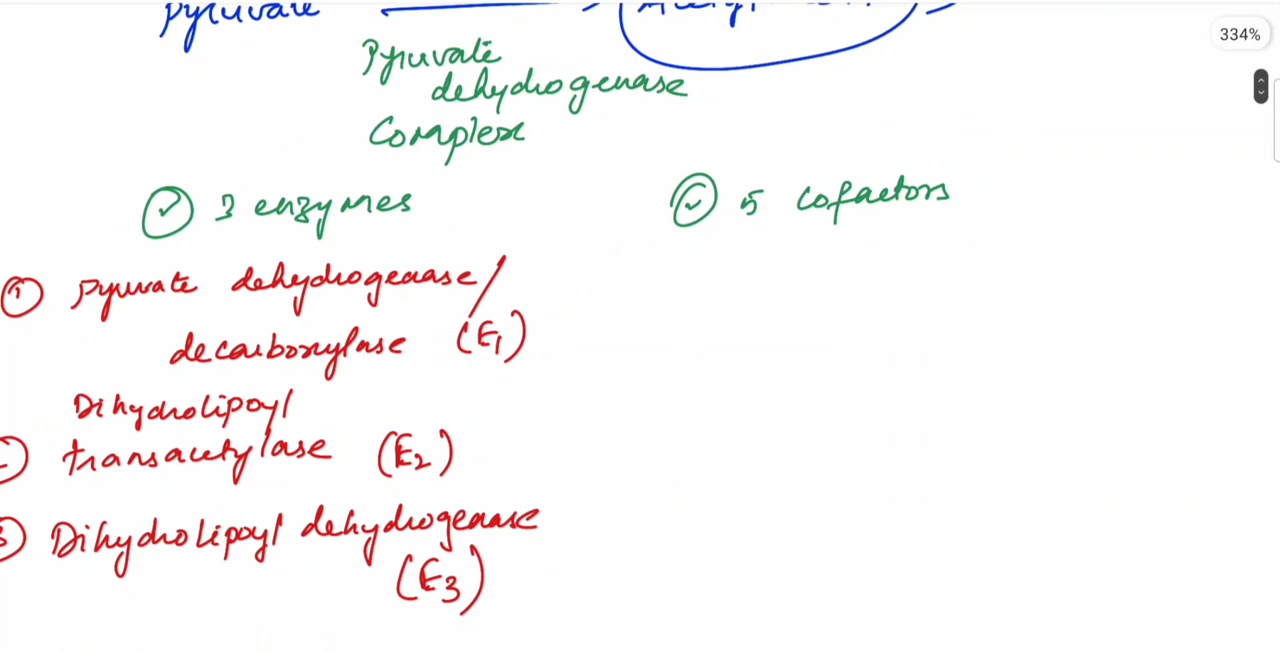 Pyruvate
334%
Pyruvate
dehydrogenase
Complex
3 enzymes
5 cofactors
1 pyruvate dehydrogenase/
decarboxylase (E1)
Dihydrolipoyl
transacetylase (E2)
Dihydrolipoyl dehydrogenase
(E3)